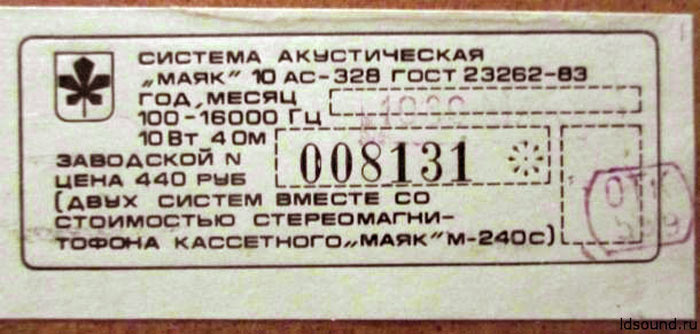 СИСТЕМА АКУСТИЧЕСКАЯ
„МАЯК" 10 АС-328 ГОСТ 23262-83
ГОД, МЕСЯЦ
100-16000 ГЦ
10 ВТ 4 ОМ
ЗАВОДСКОЙ N 008131
ЦЕНА 440 РУБ
(ДВУХ СИСТЕМ ВМЕСТЕ СО
СТОИМОСТЬЮ СТЕРЕОМАГНИ-
ТОФОНА КАССЕТНОГО „МАЯК" М-240С)
ОТК
ldsound.ru